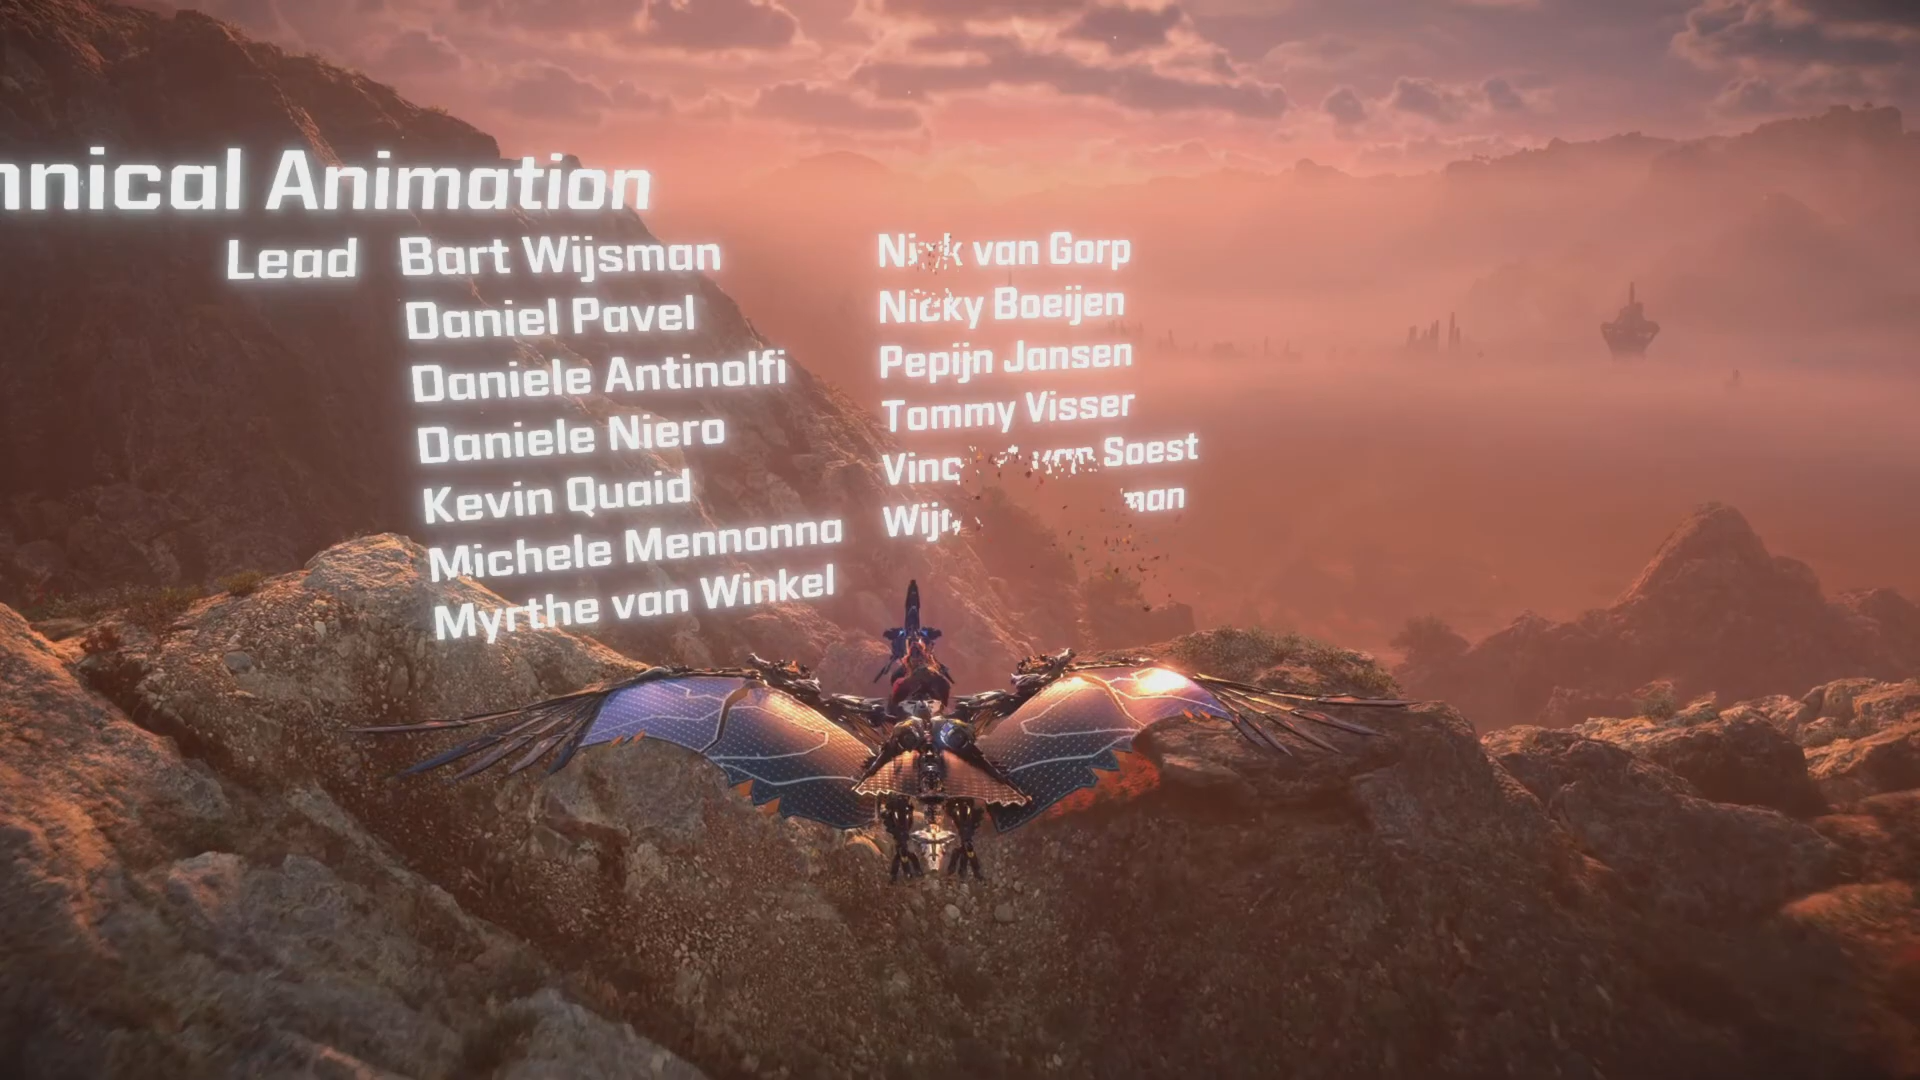 Animation
Lead Bart Wijsman
Daniel Pavel
Daniele Antinolfi
Daniele Niero
Kevin Quaid
Michele Mennonna
Myrthe van Winkel
van Gorp
Nicky Boeijen
Pepijn Jansen
Tommy Visser
van Soest